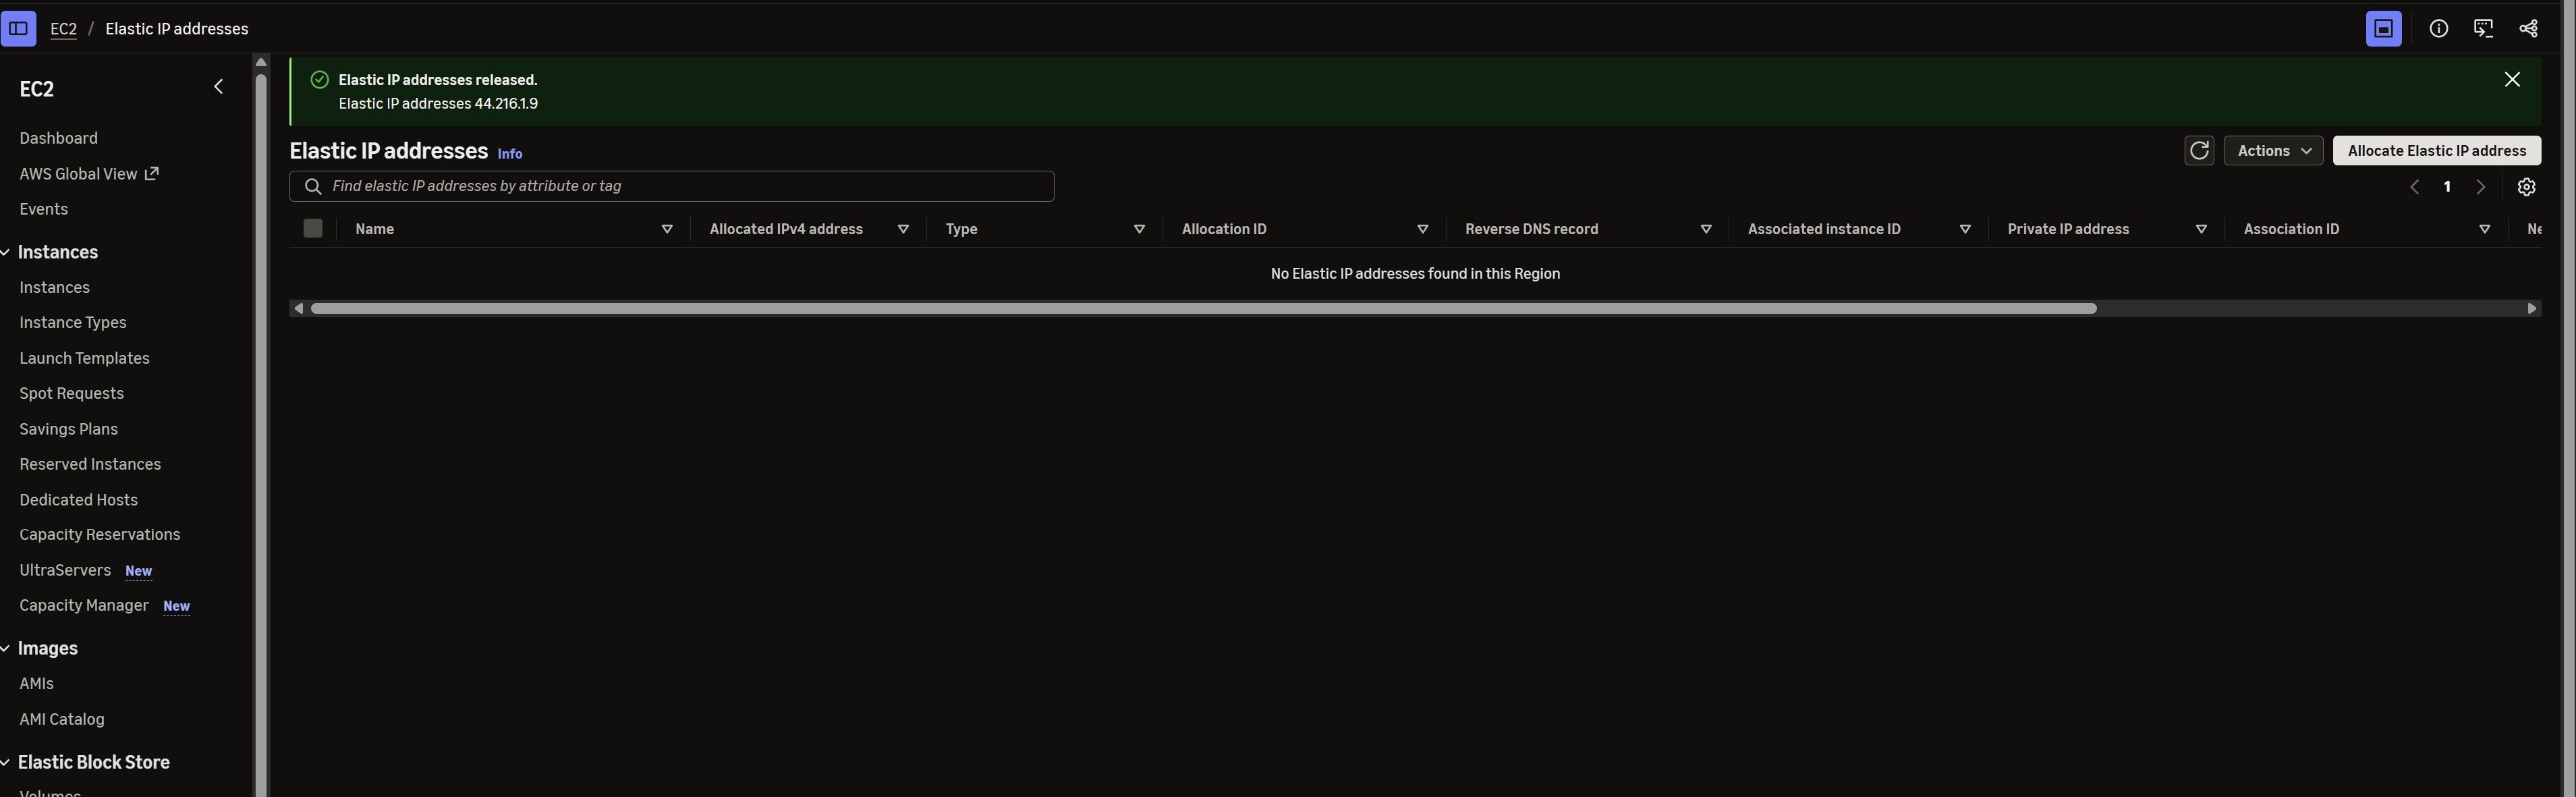 EC2 / Elastic IP addresses
EC2
Dashboard
AWS Global View
Events
Instances
Instances
Instance Types
Launch Templates
Spot Requests
Savings Plans
Reserved Instances
Dedicated Hosts
Capacity Reservations
UltraServers New
Capacity Manager New
Images
AMIs
AMI Catalog
Elastic Block Store
Volumes
Elastic IP addresses released.
Elastic IP addresses 44.216.1.9
Elastic IP addresses Info
Actions
Allocate Elastic IP address
Find elastic IP addresses by attribute or tag
1
Name Allocated IPv4 address Type Allocation ID Reverse DNS record Associated instance ID Private IP address Association ID
No Elastic IP addresses found in this Region